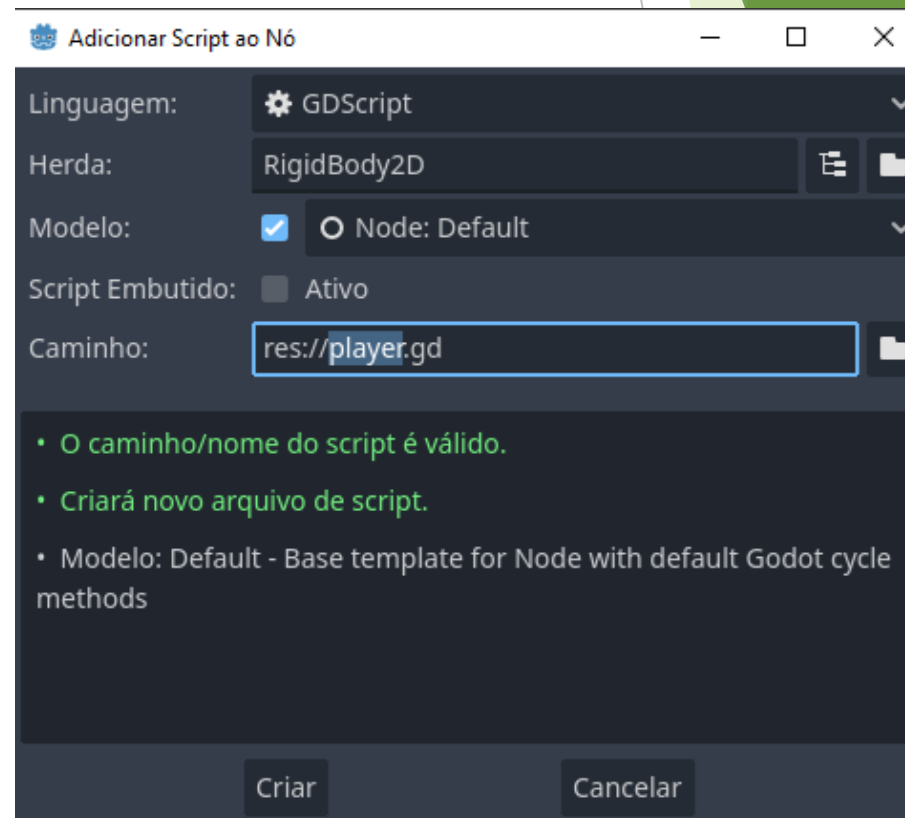 Adicionar Script ao Nó
Linguagem: GDScript
Herda: RigidBody2D
Modelo: Node: Default
Script Embutido: Ativo
Caminho: res://player.gd
• O caminho/nome do script é válido.
• Criará novo arquivo de script.
• Modelo: Default - Base template for Node with default Godot cycle
methods
Criar Cancelar